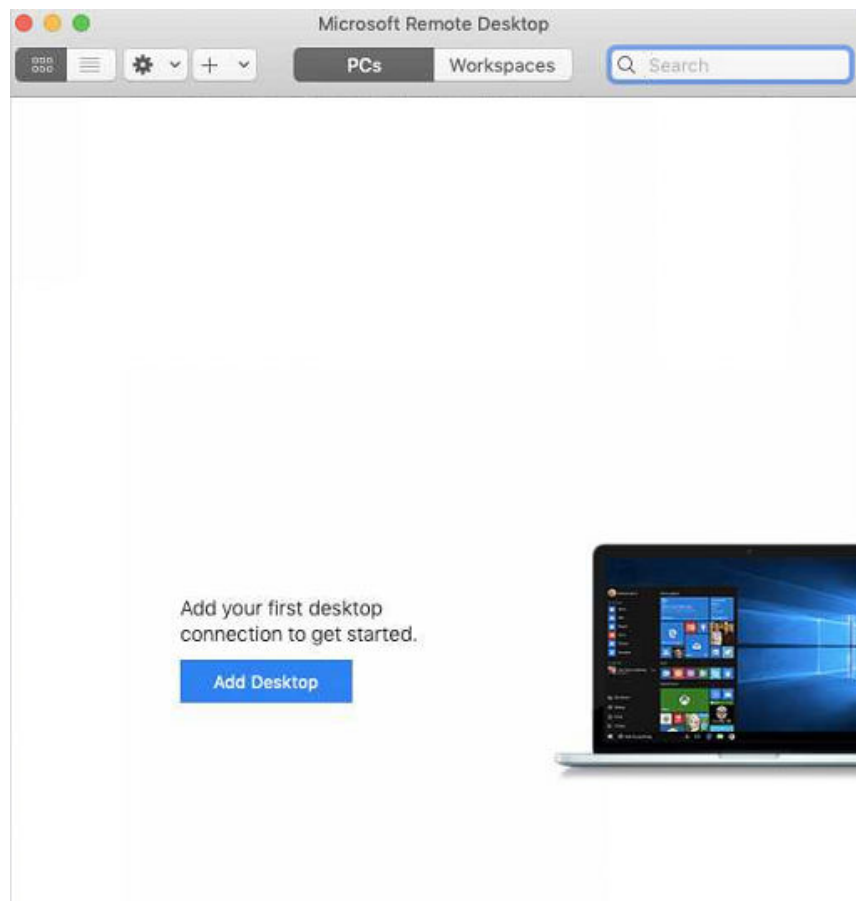 Microsoft Remote Desktop
PCs
Workspaces
Search
Add your first desktop
connection to get started.
Add Desktop